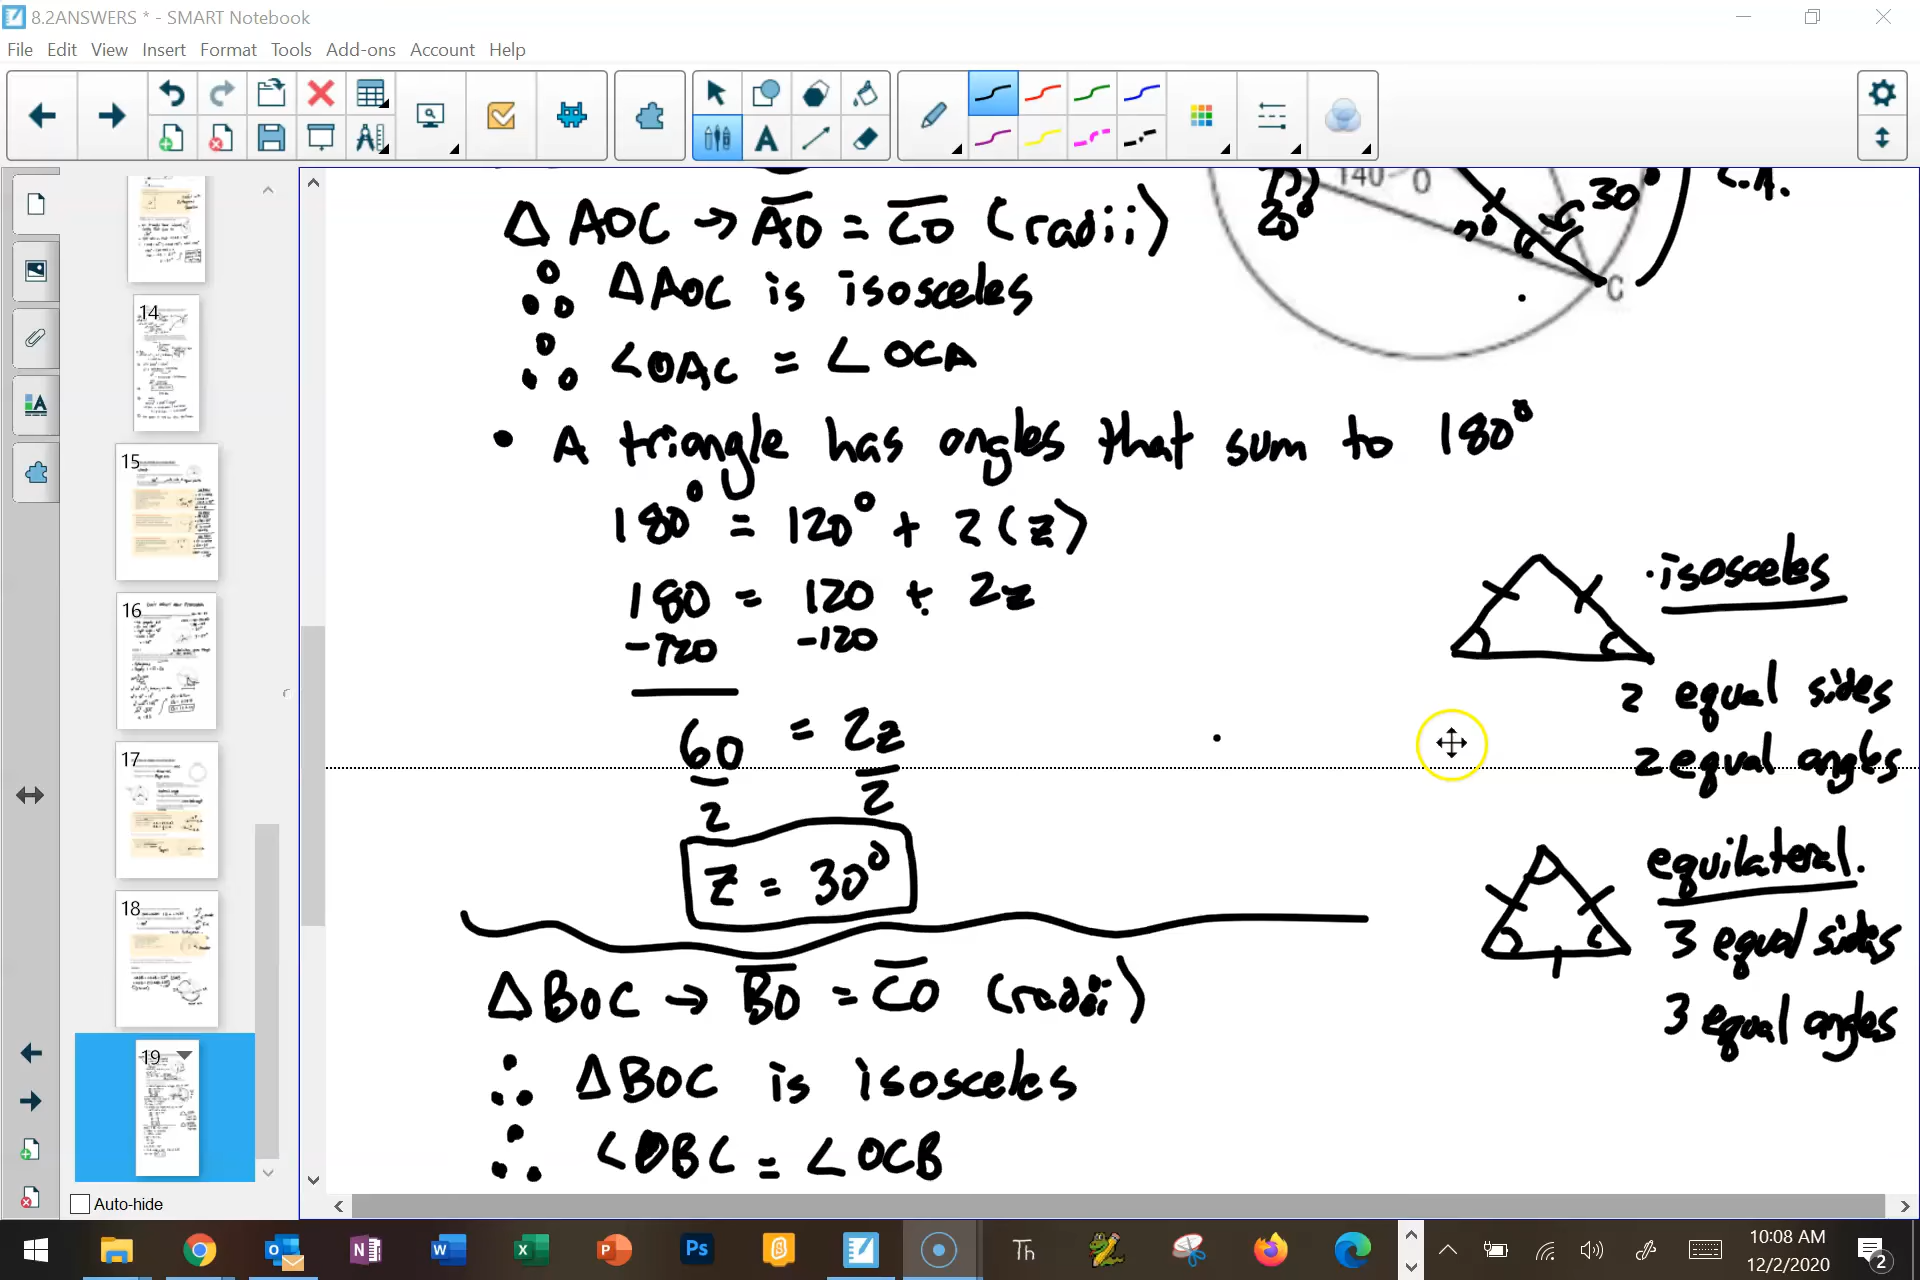 8.2ANSWERS * - SMART Notebook
File Edit View Insert Format Tools Add-ons Account Help
14
15
16
17
18
19
Auto-hide
140 O
20°
30°
C
C.A.
△ AOC → AO = CO (radii)
∴ △AOC is isosceles
∴ <OAC = <OCA
• A triangle has angles that sum to 180°
180° = 120° + 2(z)
180 = 120 + 2z
-120 -120
60 = 2z
2 2
z = 30°
△ BOC → BO = CO (radii)
∴ △BOC is isosceles
∴ <OBC = <OCB
isosceles
2 equal sides
2 equal angles
equilateral.
3 equal sides
3 equal angles
10:08 AM
12/2/2020
2